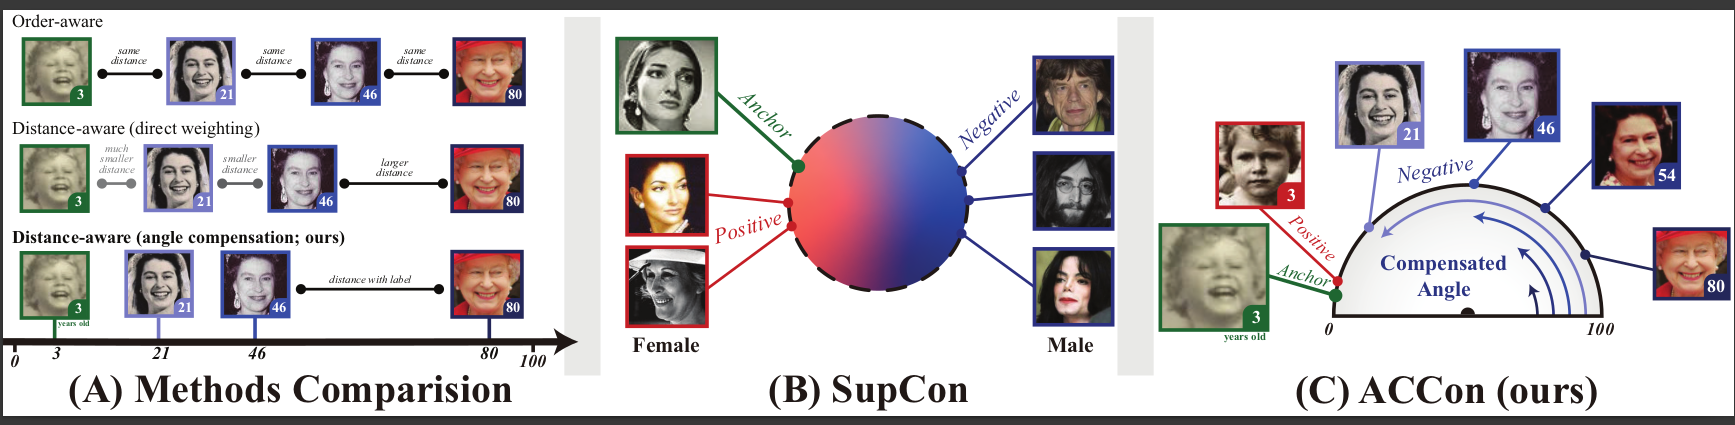 Order-aware
same
distance
same
distance
same
distance
3
21
46
80
Distance-aware (direct weighting)
much
smaller
distance
smaller
distance
larger
distance
3
21
46
80
Distance-aware (angle compensation; ours)
distance with label
3
21
46
80
years old
0
3
21
46
80
100
(A) Methods Comparision
Anchor
Positive
Negative
Female
Male
(B) SupCon
21
46
54
80
3
3
years old
Negative
Positive
Anchor
Compensated
Angle
0
100
(C) ACCon (ours)